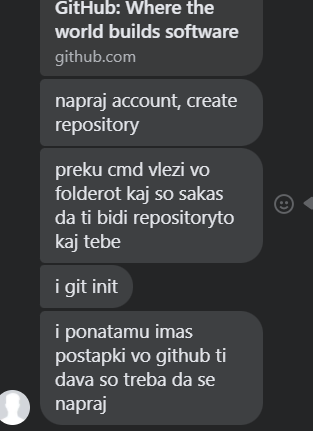 GitHub: Where the
world builds software
github.com
napraj account, create
repository
preku cmd vlezi vo
folderot kaj so sakas
da ti bidi repositoryto
kaj tebe
i git init
i ponatamu imas
postapki vo github ti
dava so treba da se
napraj